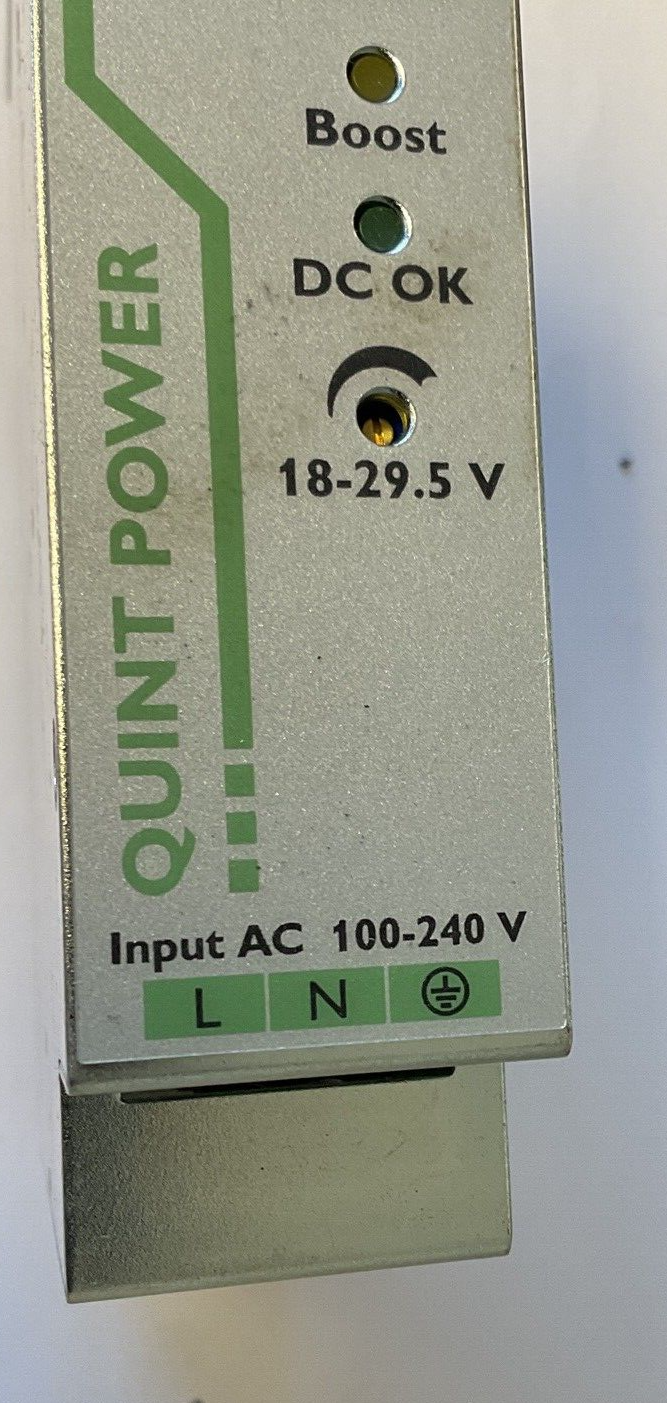 Boost
DC OK
18-29.5 V
QUINT POWER
Input AC 100-240 V
L N